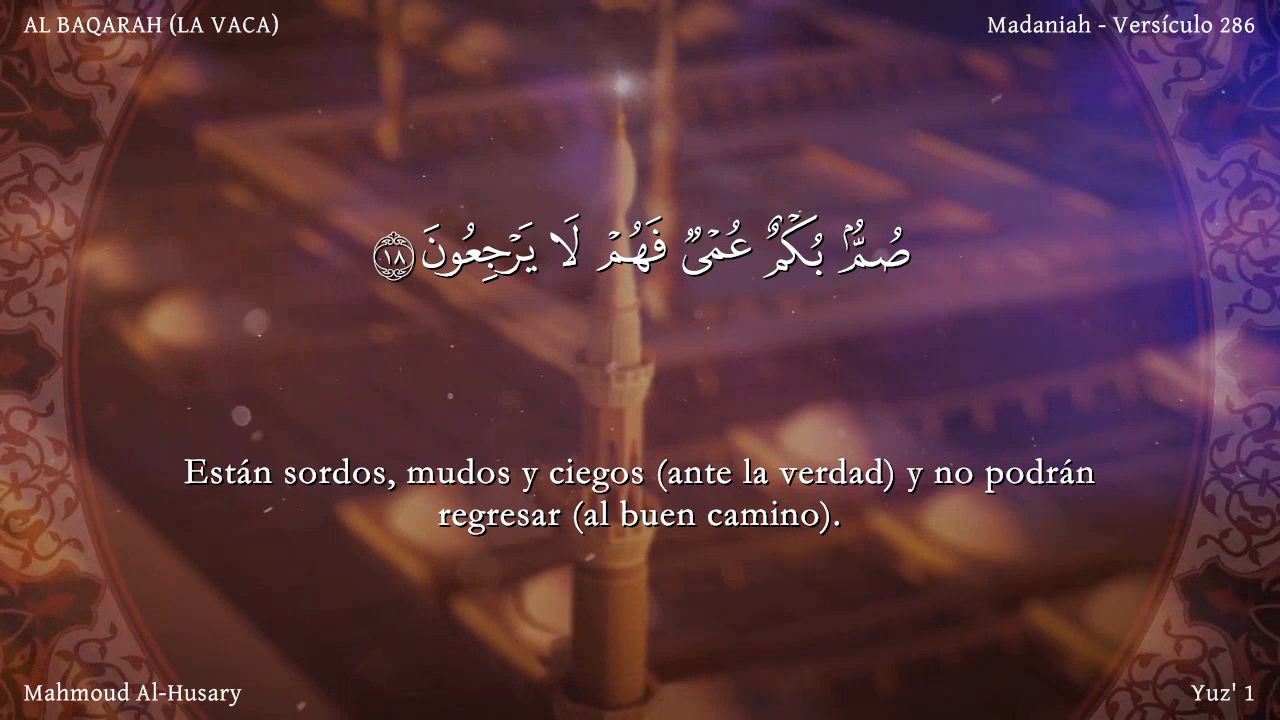 AL BAQARAH (LA VACA)
Madaniah - Versículo 286
صُمٌّۢ بُكْمٌ عُمْىٌ فَهُمْ لَا يَرْجِعُونَ ١٨
Están sordos, mudos y ciegos (ante la verdad) y no podrán
regresar (al buen camino).
Mahmoud Al-Husary
Yuz' 1